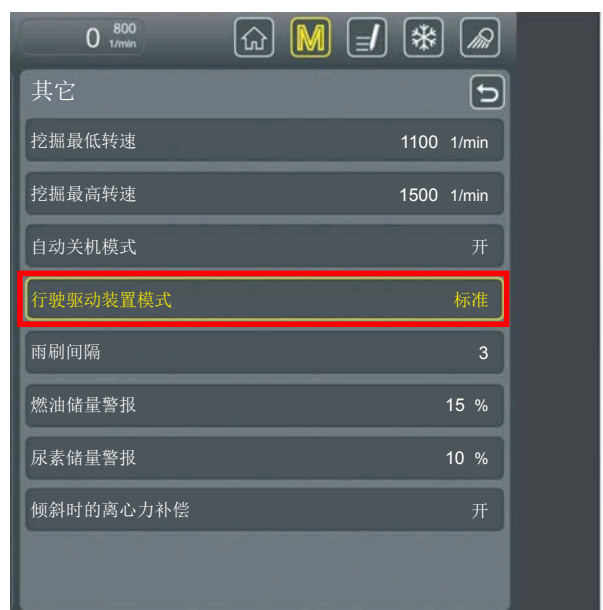 0 800 1/min M
其它
挖掘最低转速 1100 1/min
挖掘最高转速 1500 1/min
自动关机模式 开
行驶驱动装置模式 标准
雨刷间隔 3
燃油储量警报 15 %
尿素储量警报 10 %
倾斜时的离心力补偿 开